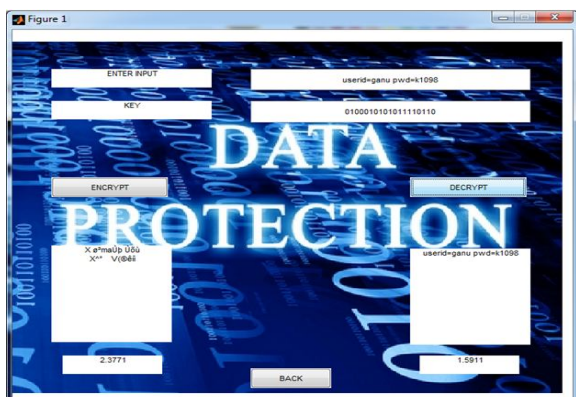 Figure 1
ENTER INPUT
userid=ganu pwd=k1098
KEY
0100010101011110110
DATA
ENCRYPT
DECRYPT
PROTECTION
userid=ganu pwd=k1098
2.3771
1.5911
BACK